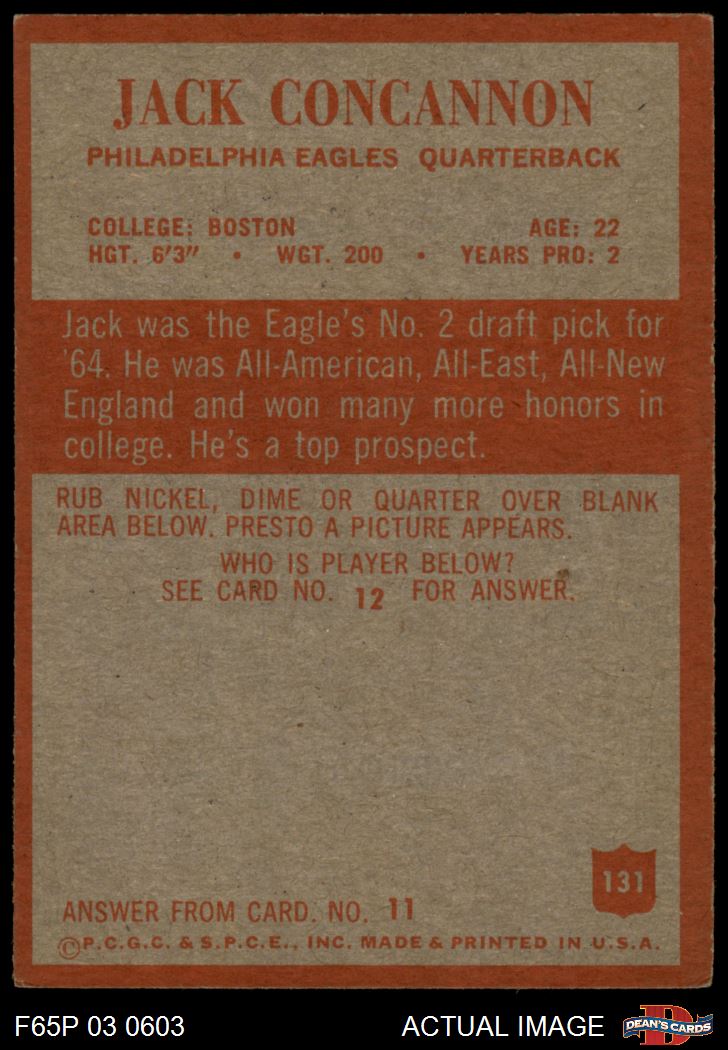 JACK CONCANNON
PHILADELPHIA EAGLES QUARTERBACK
COLLEGE: BOSTON AGE: 22
HGT. 6'3" • WGT. 200 • YEARS PRO: 2
Jack was the Eagle's No. 2 draft pick for
'64. He was All-American, All-East, All-New
England and won many more honors in
college. He's a top prospect.
RUB NICKEL, DIME OR QUARTER OVER BLANK
AREA BELOW. PRESTO A PICTURE APPEARS.
WHO IS PLAYER BELOW?
SEE CARD NO. 12 FOR ANSWER.
131
ANSWER FROM CARD. NO. 11
©P.C.G.C. & S.P.C.E., INC. MADE & PRINTED IN U.S.A.
F65P 03 0603 ACTUAL IMAGE
D
DEAN'S CARDS